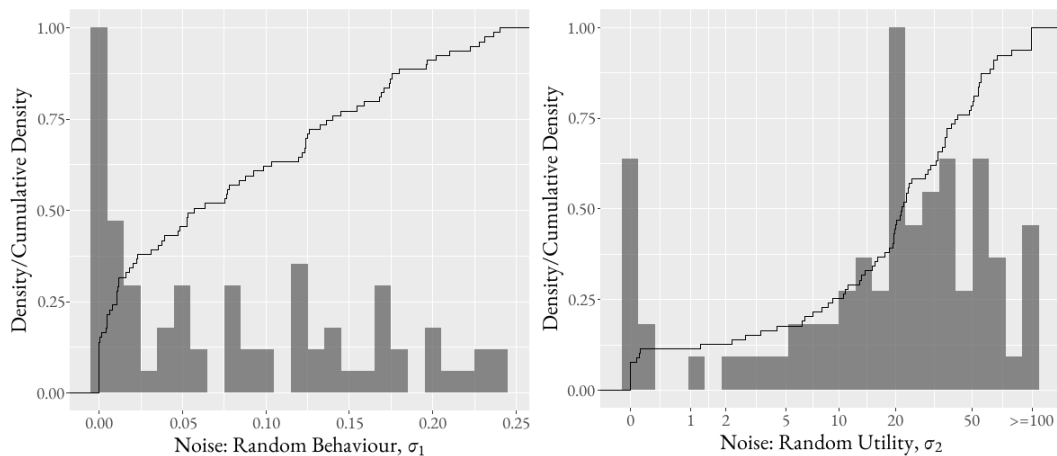 Density/Cumulative Density
1.00
0.75
0.50
0.25
0.00
0.00 0.05 0.10 0.15 0.20 0.25
Noise: Random Behaviour, σ₁
Density/Cumulative Density
1.00
0.75
0.50
0.25
0.00
0 1 2 5 10 20 50 >=100
Noise: Random Utility, σ₂